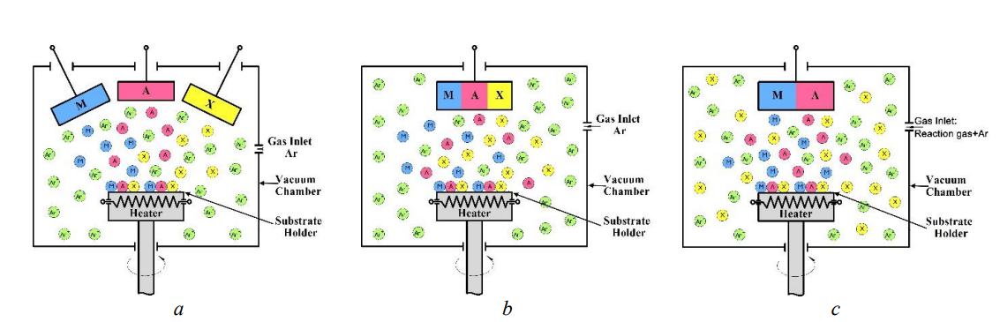 M
A
X
Gas Inlet
Ar
Vacuum
Chamber
Heater
Substrate
Holder
a
M A X
Gas Inlet
Ar
Vacuum
Chamber
Heater
Substrate
Holder
b
M A
Gas Inlet:
Reaction gas+Ar
Vacuum
Chamber
Heater
Substrate
Holder
c